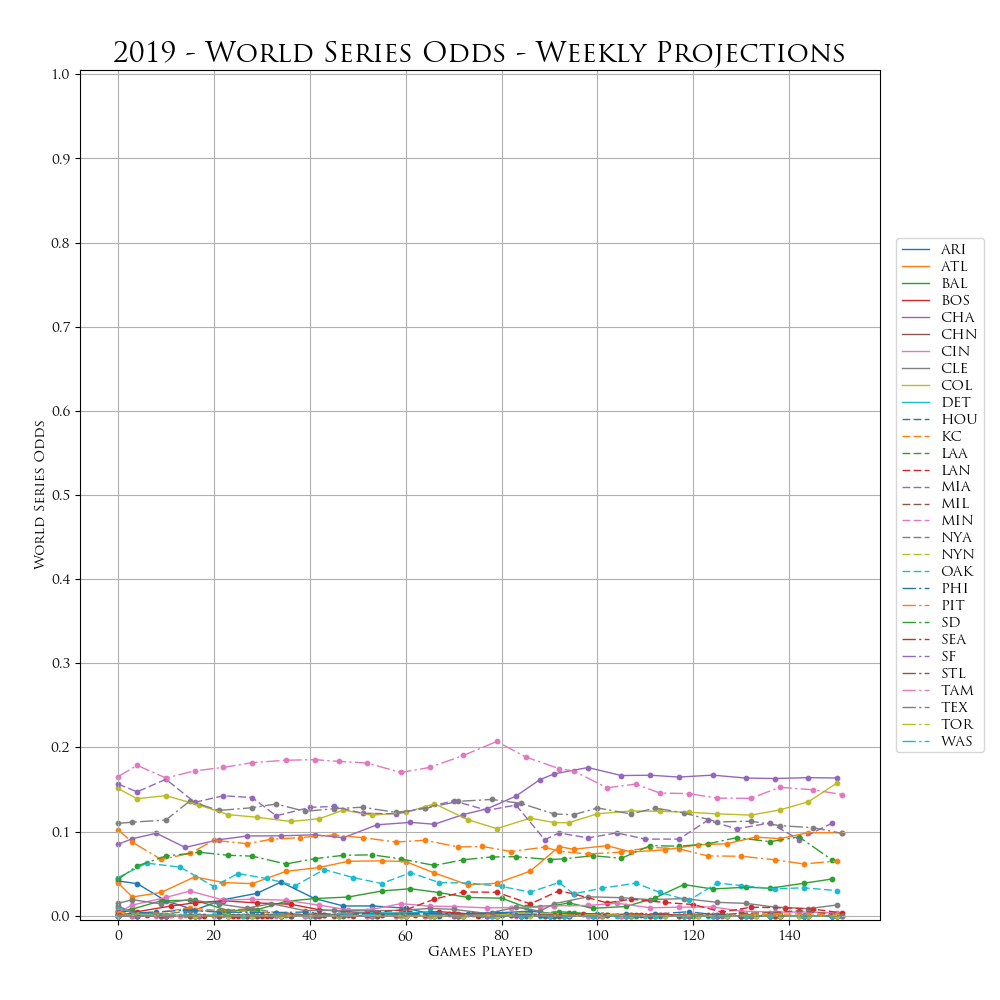 2019 - World Series Odds - Weekly Projections
1.0
0.9
0.8
0.7
0.6
0.5
0.4
0.3
0.2
0.1
0.0
World Series Odds
0
20
40
60
80
100
120
140
Games Played
ARI
ATL
BAL
BOS
CHA
CHN
CIN
CLE
COL
DET
HOU
KC
LAA
LAN
MIA
MIL
MIN
NYA
NYN
OAK
PHI
PIT
SD
SEA
SF
STL
TAM
TEX
TOR
WAS